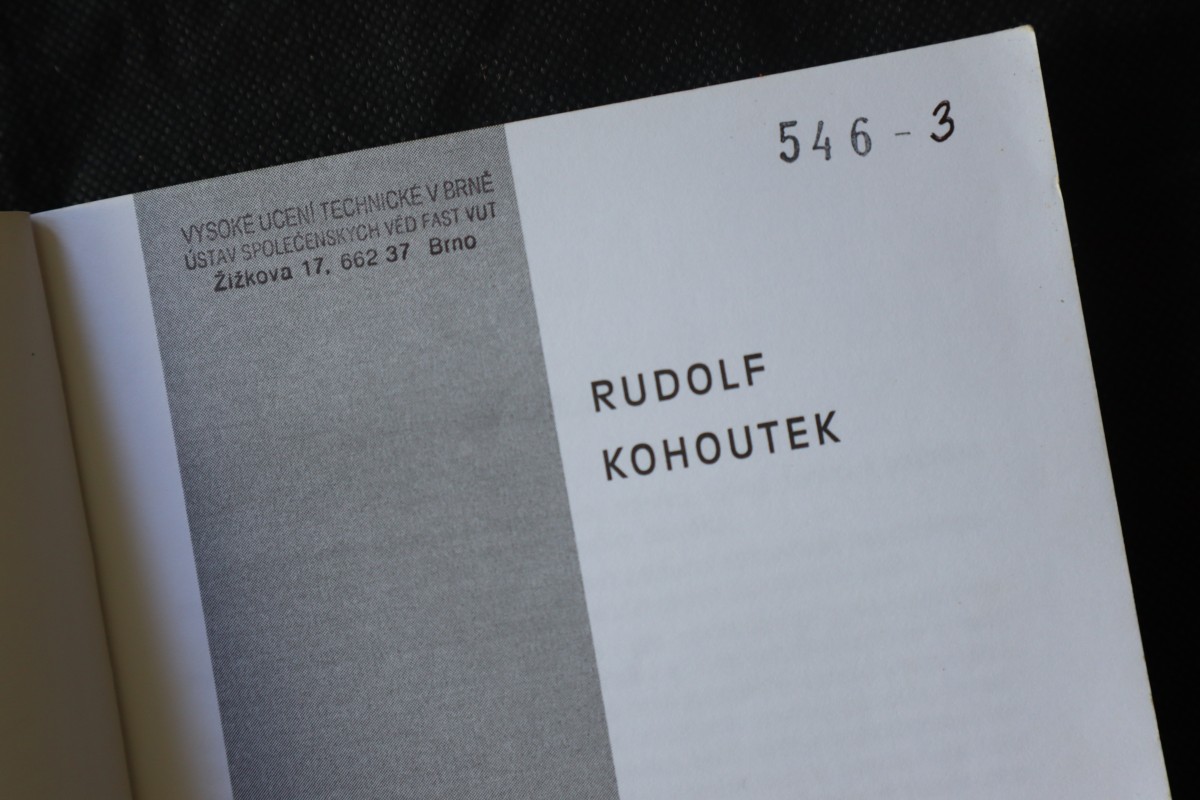 546-3
VYSOKÉ UČENÍ TECHNICKÉ V BRNĚ
ÚSTAV SPOLEČENSKÝCH VĚD FAST VUT
Žižkova 17, 662 37 Brno
RUDOLF
KOHOUTEK